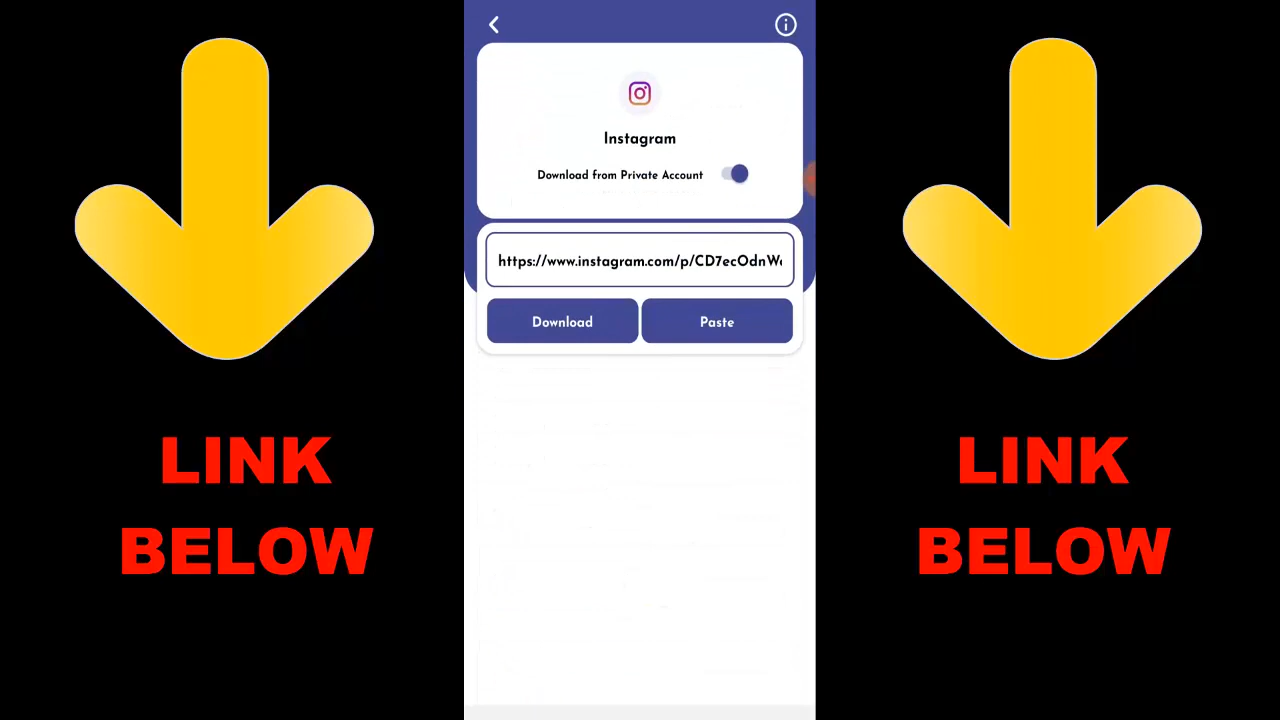 Instagram
Download from Private Account
https://www.instagram.com/p/CD7ecOdnW
Download
Paste
LINK
BELOW
LINK
BELOW